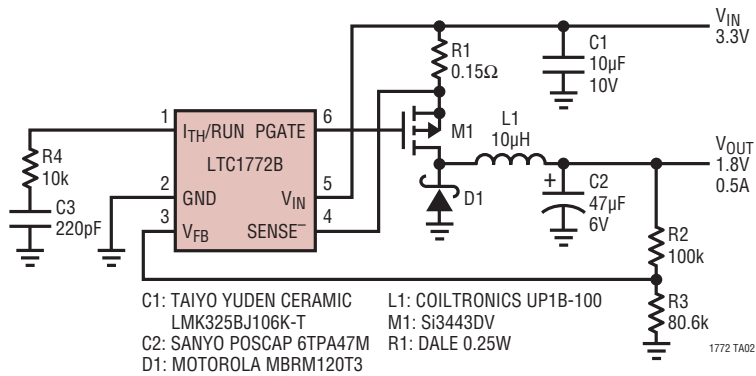 VIN
3.3V
R1
0.15Ω
C1
10µF
10V
1
ITH/RUN
PGATE
6
M1
L1
10µH
VOUT
1.8V
0.5A
R4
10k
LTC1772B
2
GND
VIN
5
D1
+
C2
47µF
6V
C3
220pF
3
VFB
SENSE–
4
R2
100k
R3
80.6k
C1: TAIYO YUDEN CERAMIC
LMK325BJ106K-T
C2: SANYO POSCAP 6TPA47M
D1: MOTOROLA MBRM120T3
L1: COILTRONICS UP1B-100
M1: Si3443DV
R1: DALE 0.25W
1772 TA02